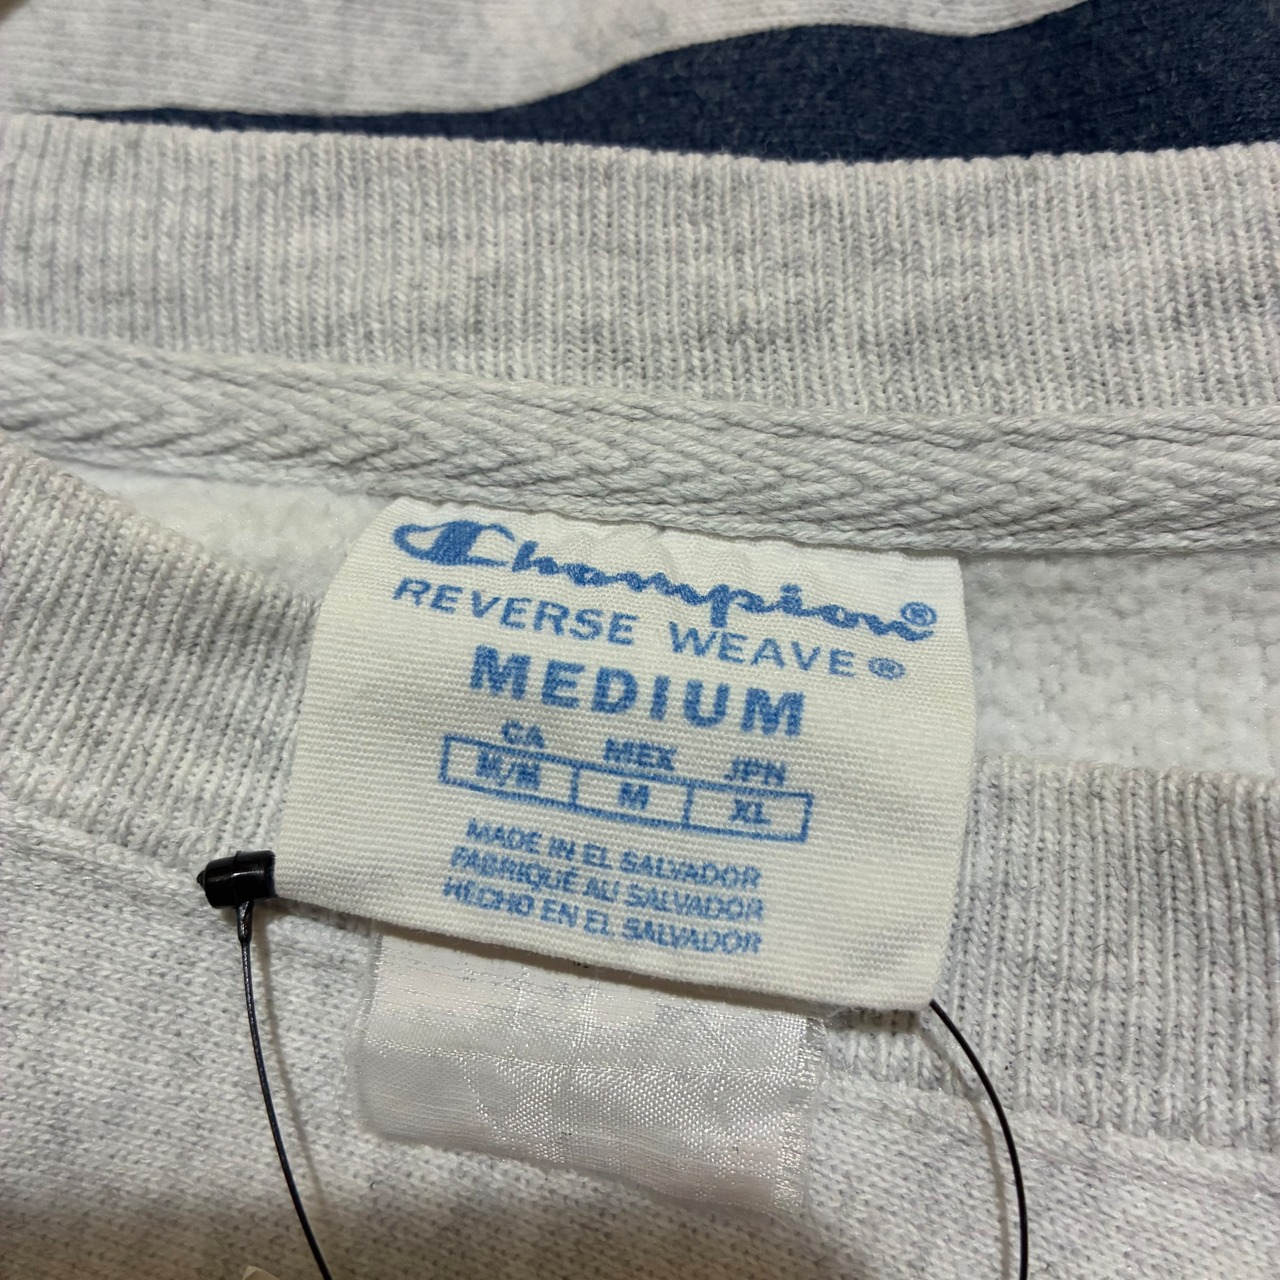 Champion®
REVERSE WEAVE®
MEDIUM
CA MEX JPN
M/M M XL
MADE IN EL SALVADOR
FABRIQUÉ AU SALVADOR
HECHO EN EL SALVADOR